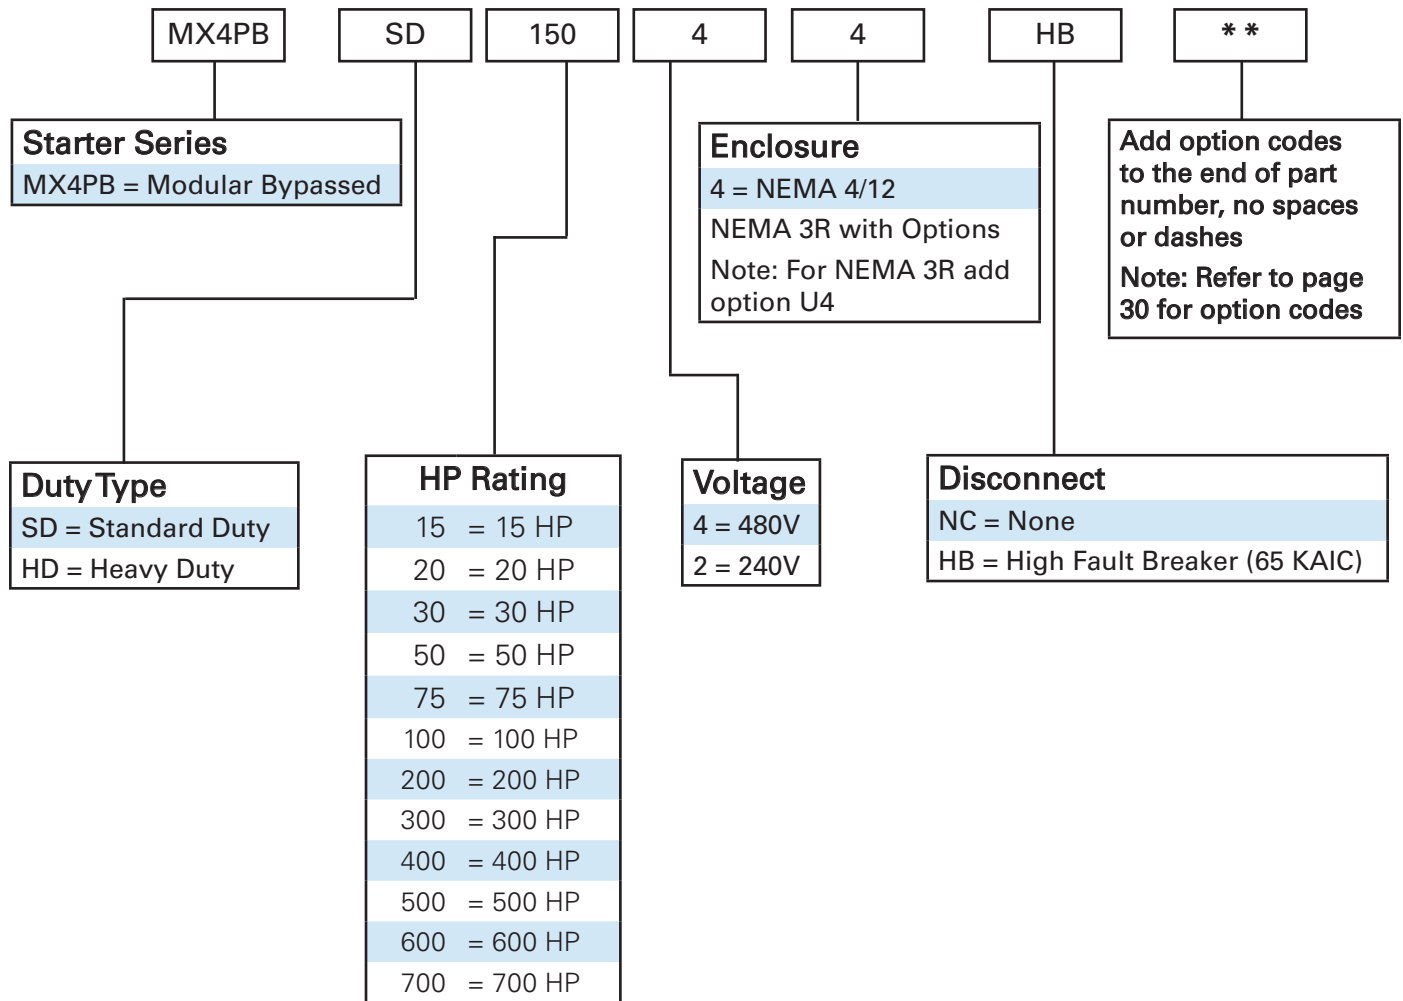 MX4PB SD 150 4 4 HB **
Starter Series
MX4PB = Modular Bypassed
Enclosure
4 = NEMA 4/12
NEMA 3R with Options
Note: For NEMA 3R add
option U4
Add option codes
to the end of part
number, no spaces
or dashes
Note: Refer to page
30 for option codes
Duty Type
SD = Standard Duty
HD = Heavy Duty
HP Rating
15 = 15 HP
20 = 20 HP
30 = 30 HP
50 = 50 HP
75 = 75 HP
100 = 100 HP
200 = 200 HP
300 = 300 HP
400 = 400 HP
500 = 500 HP
600 = 600 HP
700 = 700 HP
Voltage
4 = 480V
2 = 240V
Disconnect
NC = None
HB = High Fault Breaker (65 KAIC)